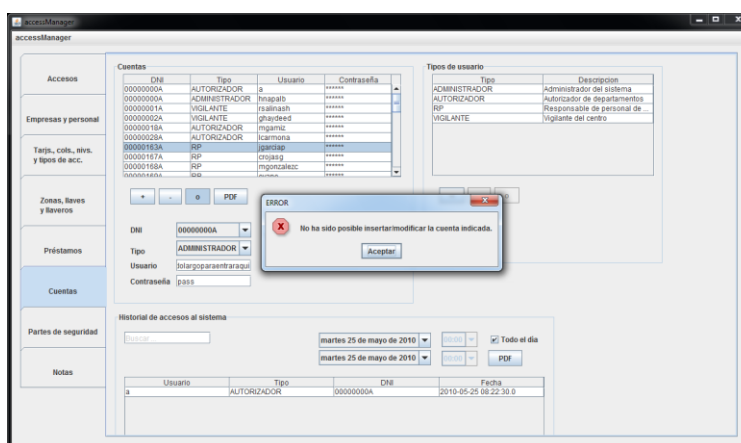 accessManager
accessManager
Accesos
Empresas y personal
Tarjs., cols., nivs.
y tipos de acc.
Zonas, llaves
y llaveros
Préstamos
Cuentas
Partes de seguridad
Notas
Cuentas
DNI Tipo Usuario Contraseña
00000000A AUTORIZADOR a ******
00000000A ADMINISTRADOR hnapalb ******
00000001A VIGILANTE rsalinash ******
00000002A VIGILANTE ghaydeed ******
00000018A AUTORIZADOR mgamiz ******
00000028A AUTORIZADOR lcarmona ******
00000163A RP jgarciap ******
00000167A RP crojasg ******
00000168A RP mgonzalezc ******
+ - o PDF
DNI 00000000A
Tipo ADMINISTRADOR
Usuario tolargoparaentraraqui
Contraseña pass
Tipos de usuario
Tipo Descripcion
ADMINISTRADOR Administrador del sistema
AUTORIZADOR Autorizador de departamentos
RP Responsable de personal de ...
VIGILANTE Vigilante del centro
ERROR
No ha sido posible insertar/modificar la cuenta indicada.
Aceptar
Historial de accesos al sistema
Buscar...
martes 25 de mayo de 2010 00:00 Todo el día
martes 25 de mayo de 2010 00:00 PDF
Usuario Tipo DNI Fecha
a AUTORIZADOR 00000000A 2010-05-25 08:22:30.0